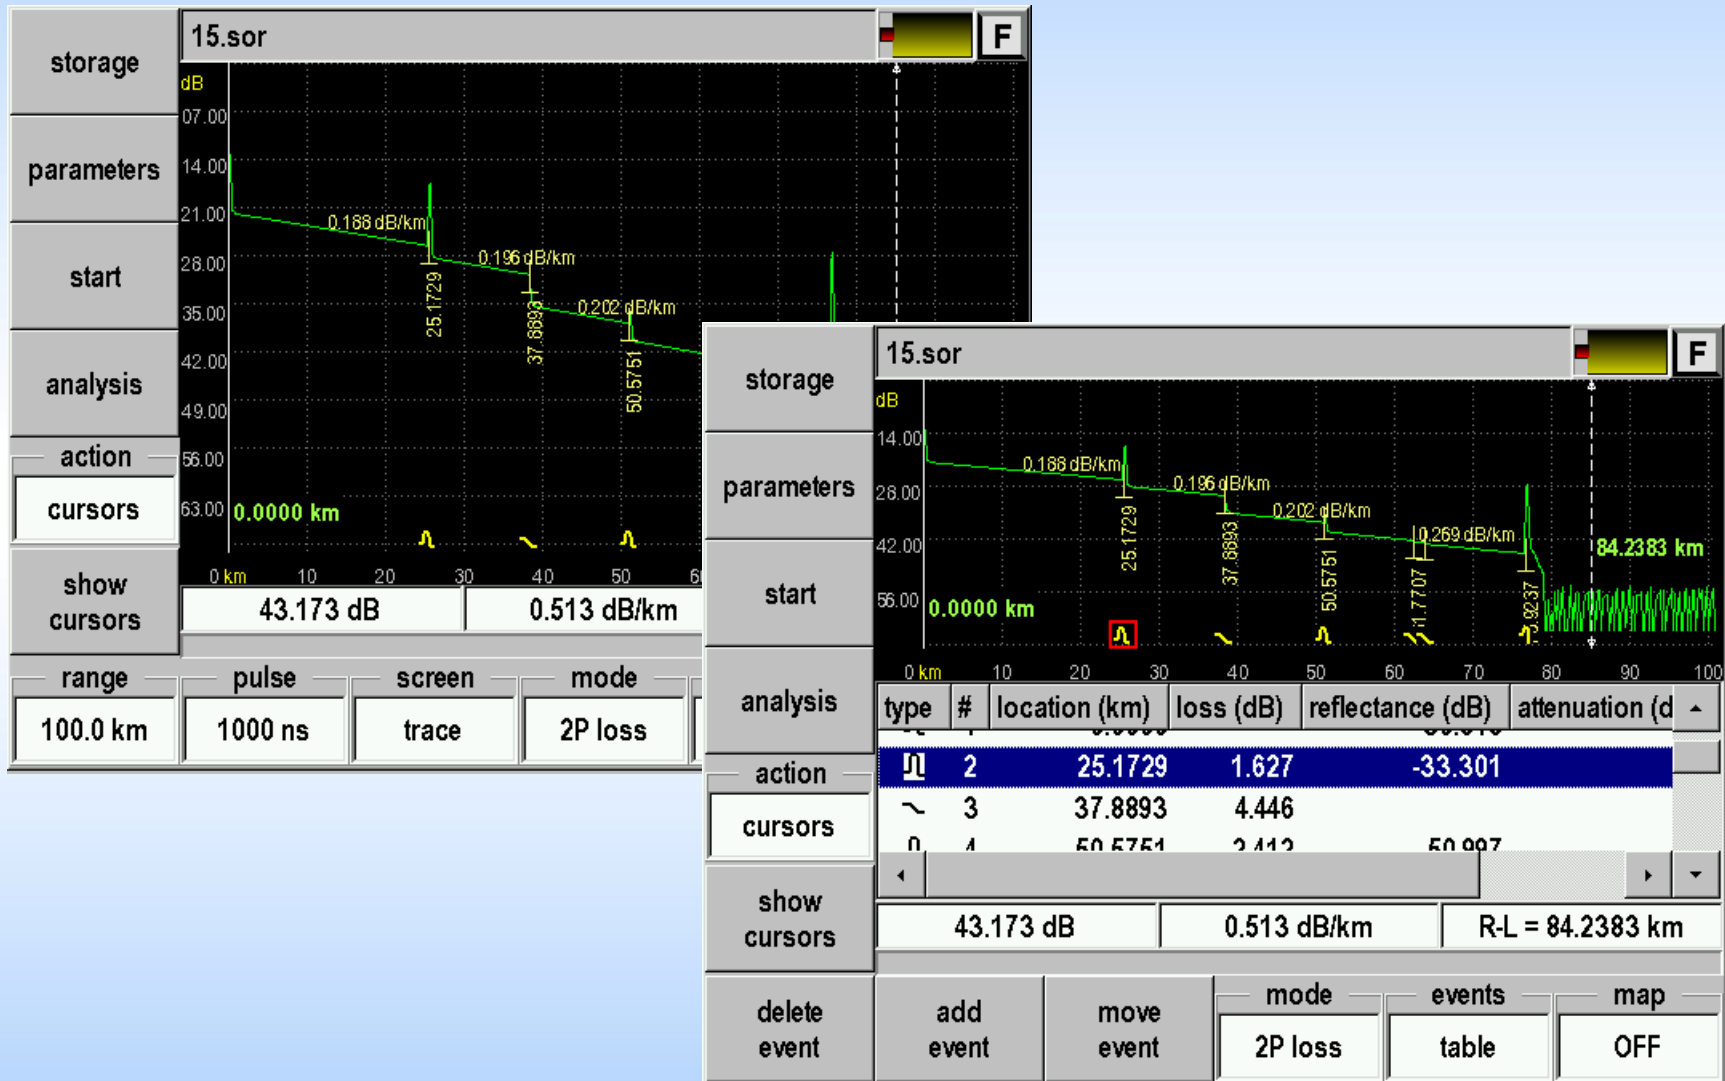 storage
parameters
start
analysis
action
cursors
show
cursors
15.sor
F
dB
07.00
14.00
21.00
28.00
35.00
42.00
49.00
56.00
63.00
0.188 dB/km
0.196 dB/km
0.202 dB/km
25.1729
37.8893
50.5751
0.0000 km
0 km 10 20 30 40 50
43.173 dB 0.513 dB/km
range pulse screen mode
100.0 km 1000 ns trace 2P loss
storage
parameters
start
analysis
action
cursors
show
cursors
15.sor
F
dB
14.00
28.00
42.00
56.00
0.188 dB/km
0.196 dB/km
0.202 dB/km
0.269 dB/km
25.1729
37.8893
50.5751
84.2383 km
0.0000 km
0 km 10 20 30 40 50 60 70 80 90 100
type # location (km) loss (dB) reflectance (dB) attenuation (d
2 25.1729 1.627 -33.301
3 37.8893 4.446
4 50.5751
43.173 dB 0.513 dB/km R-L = 84.2383 km
delete
event
add
event
move
event
mode events map
2P loss table OFF